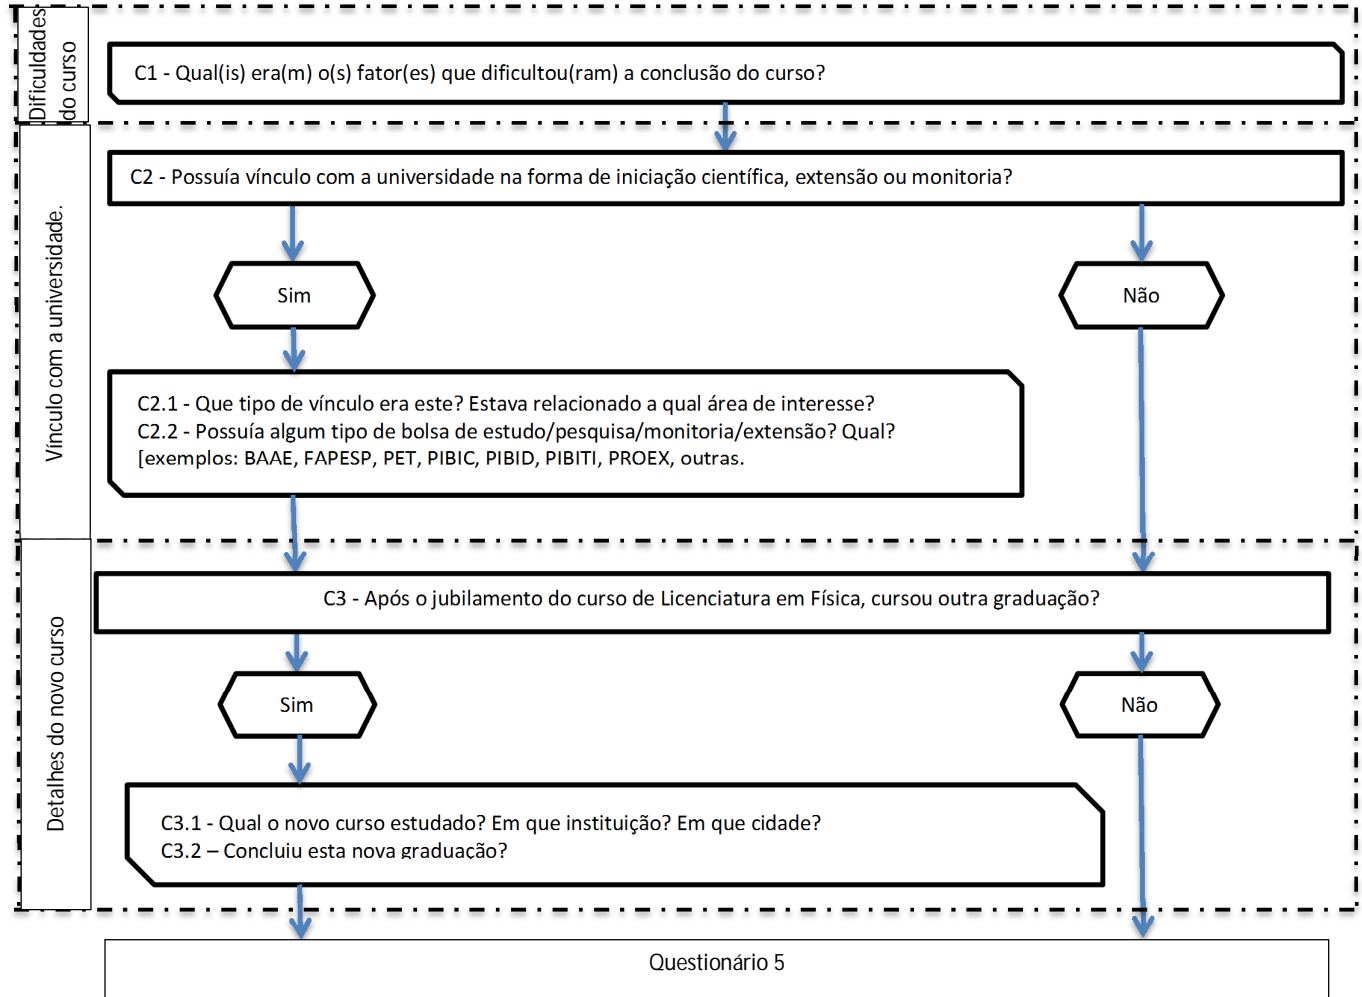 Dificuldades
do curso
C1 - Qual(is) era(m) o(s) fator(es) que dificultou(ram) a conclusão do curso?
Vínculo com a universidade.
C2 - Possuía vínculo com a universidade na forma de iniciação científica, extensão ou monitoria?
Sim
Não
C2.1 - Que tipo de vínculo era este? Estava relacionado a qual área de interesse?
C2.2 - Possuía algum tipo de bolsa de estudo/pesquisa/monitoria/extensão? Qual?
[exemplos: BAAE, FAPESP, PET, PIBIC, PIBID, PIBITI, PROEX, outras.
Detalhes do novo curso
C3 - Após o jubilamento do curso de Licenciatura em Física, cursou outra graduação?
Sim
Não
C3.1 - Qual o novo curso estudado? Em que instituição? Em que cidade?
C3.2 – Concluiu esta nova graduação?
Questionário 5